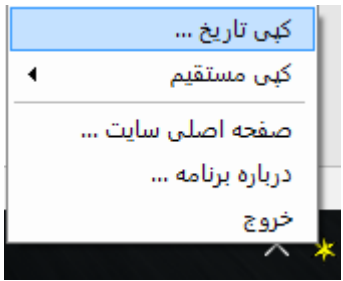 کپی تاریخ ...
کپی مستقیم
صفحه اصلی سایت ...
درباره برنامه ...
خروج